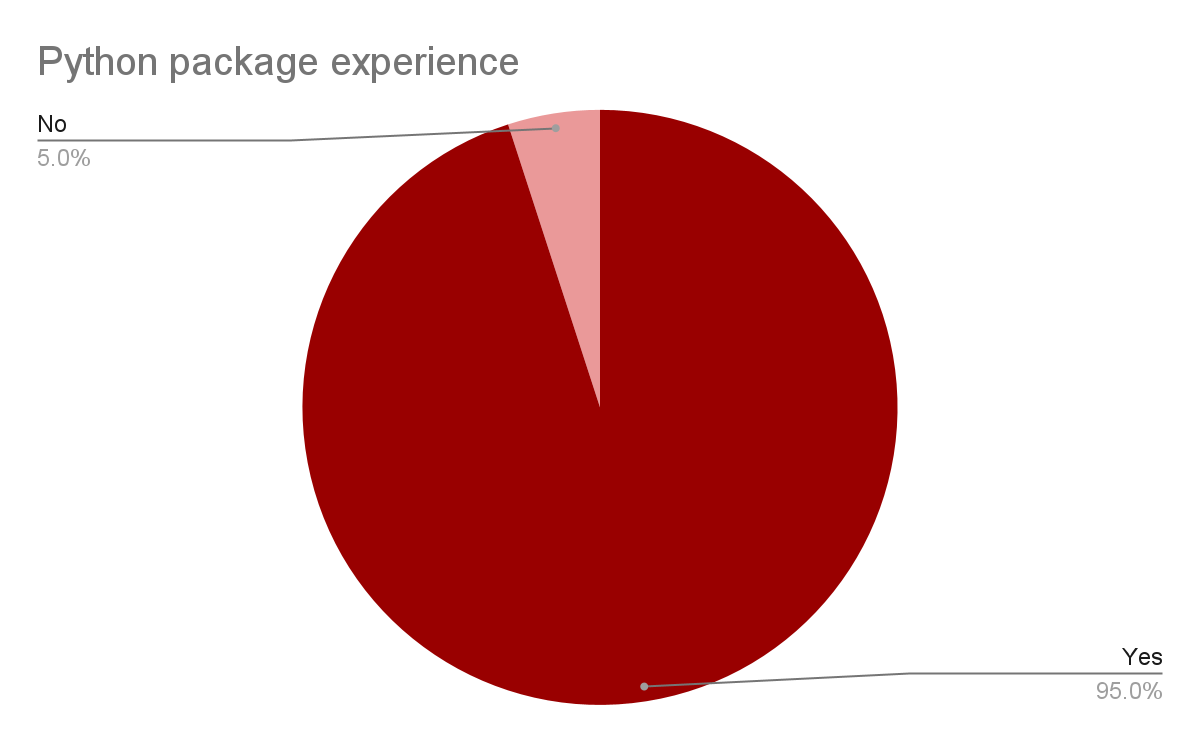 Python package experience
No
5.0%
Yes
95.0%